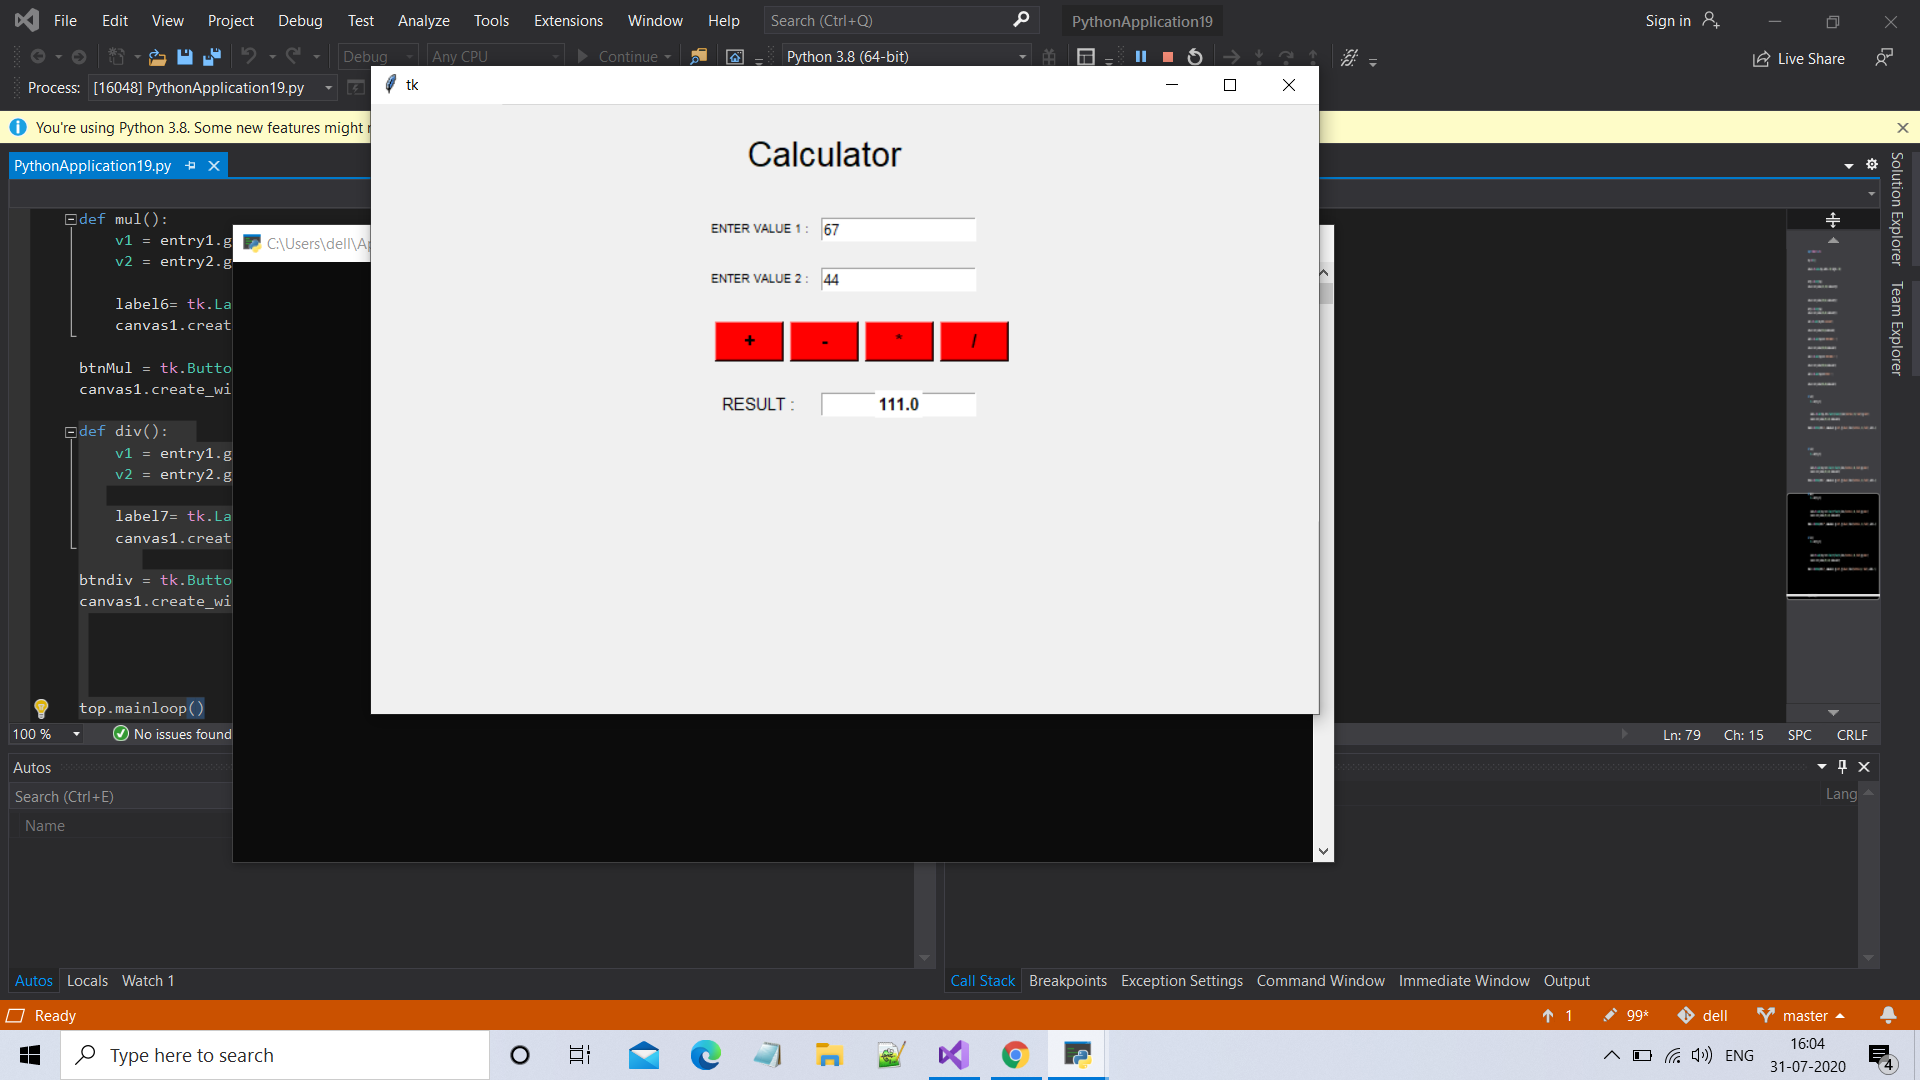 File Edit View Project Debug Test Analyze Tools Extensions Window Help Search (Ctrl+Q) PythonApplication19 Sign in
Debug Any CPU Continue Python 3.8 (64-bit) Live Share
Process: [16048] PythonApplication19.py
You're using Python 3.8. Some new features might
PythonApplication19.py
tk
Calculator
ENTER VALUE 1 : 67
ENTER VALUE 2 : 44
+ - * /
RESULT : 111.0
C:\Users\dell\A
def mul():
v1 = entry1.g
v2 = entry2.g
label6= tk.La
canvas1.creat
btnMul = tk.Butto
canvas1.create_wi
def div():
v1 = entry1.g
v2 = entry2.g
label7= tk.La
canvas1.creat
btndiv = tk.Butto
canvas1.create_wi
top.mainloop()
Solution Explorer
Team Explorer
100 % No issues found Ln: 79 Ch: 15 SPC CRLF
Autos
Search (Ctrl+E)
Name
Lang
Autos Locals Watch 1
Call Stack Breakpoints Exception Settings Command Window Immediate Window Output
Ready 1 99* dell master
Type here to search ENG 16:04
31-07-2020
4